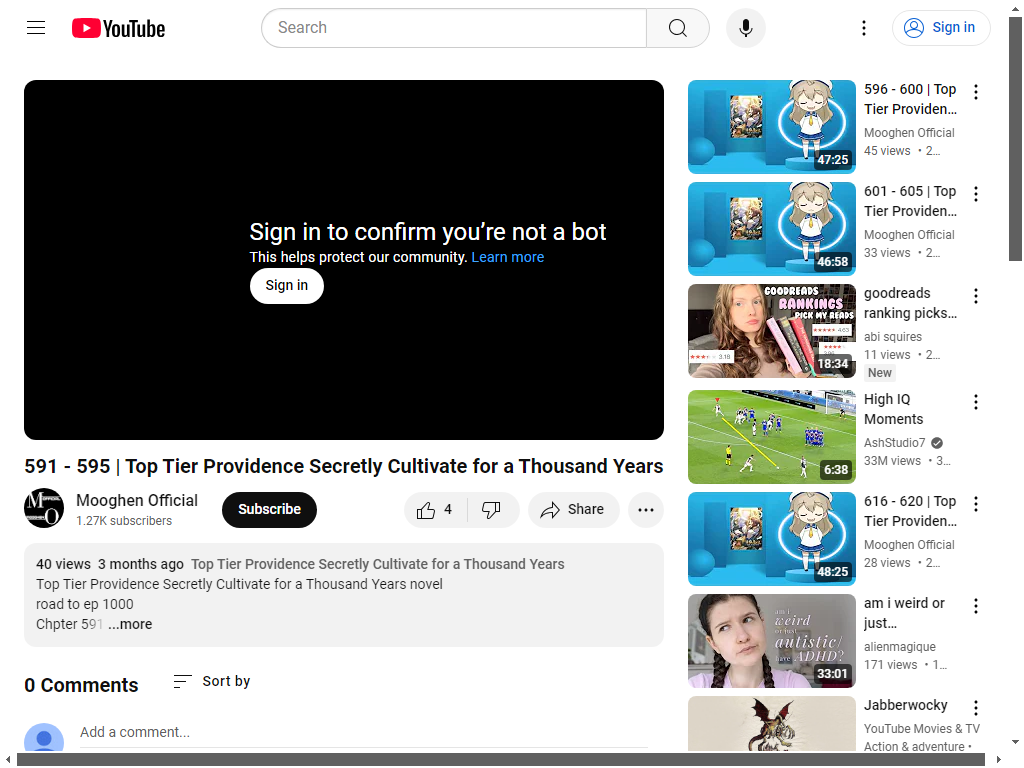 YouTube
Search
Sign in
Sign in to confirm you're not a bot
This helps protect our community. Learn more
Sign in
591 - 595 | Top Tier Providence Secretly Cultivate for a Thousand Years
Mooghen Official
1.27K subscribers
Subscribe
4
Share
40 views 3 months ago Top Tier Providence Secretly Cultivate for a Thousand Years
Top Tier Providence Secretly Cultivate for a Thousand Years novel
road to ep 1000
Chpter 591 ...more
0 Comments
Sort by
Add a comment...
47:25
596 - 600 | Top
Tier Providen...
Mooghen Official
45 views • 2...
46:58
601 - 605 | Top
Tier Providen...
Mooghen Official
33 views • 2...
GOODREADS
RANKINGS
PICK MY READS
4.63
3.18
18:34
goodreads
ranking picks...
abi squires
11 views • 2...
New
6:38
High IQ
Moments
AshStudio7
33M views • 3...
48:25
616 - 620 | Top
Tier Providen...
Mooghen Official
28 views • 2...
am i
weird
or just
autistic/
have ADHD?
33:01
am i weird or
just...
alienmagique
171 views • 1...
Jabberwocky
YouTube Movies & TV
Action & adventure •